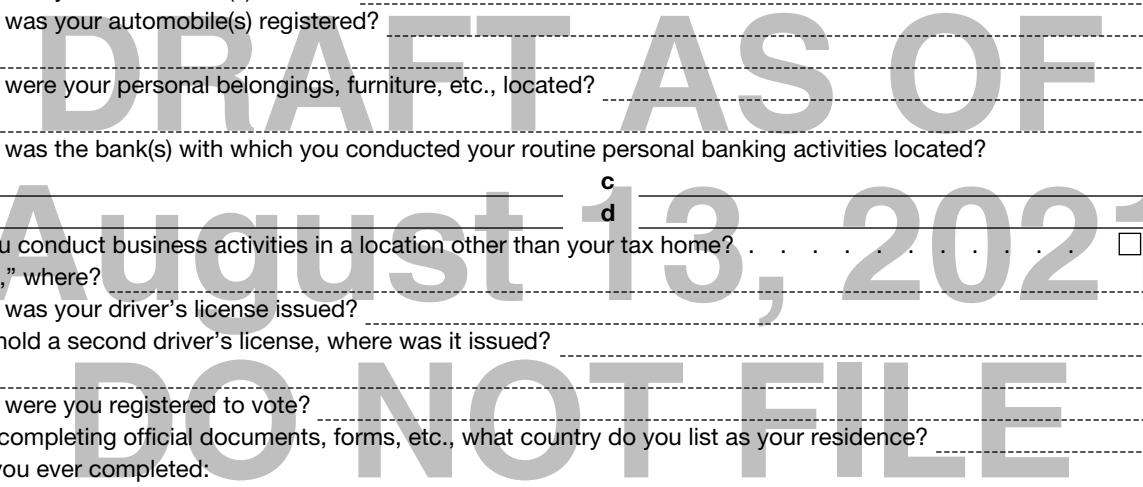 was your automobile(s) registered?
were your personal belongings, furniture, etc., located?
was the bank(s) with which you conducted your routine personal banking activities located?
c
d
u conduct business activities in a location other than your tax home? . . . . . . . . . . .
,” where?
was your driver’s license issued?
hold a second driver’s license, where was it issued?
were you registered to vote?
completing official documents, forms, etc., what country do you list as your residence?
you ever completed:
DRAFT AS OF
August 13, 202
DO NOT FILE